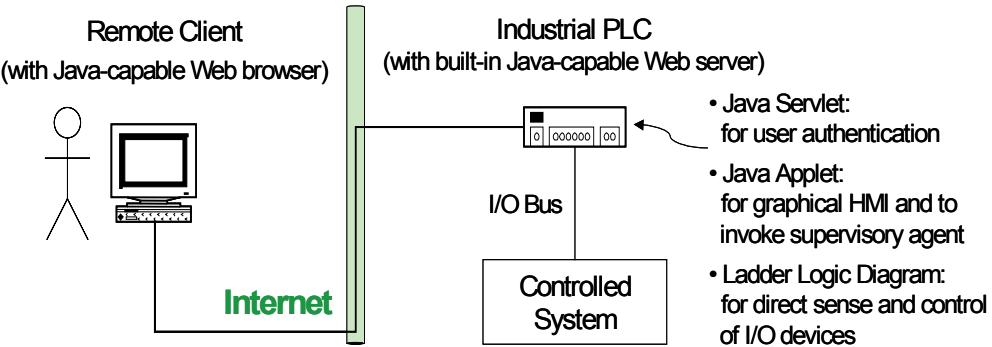 Remote Client
(with Java-capable Web browser)
Internet
Industrial PLC
(with built-in Java-capable Web server)
I/O Bus
Controlled
System
• Java Servlet:
for user authentication
• Java Applet:
for graphical HMI and to
invoke supervisory agent
• Ladder Logic Diagram:
for direct sense and control
of I/O devices